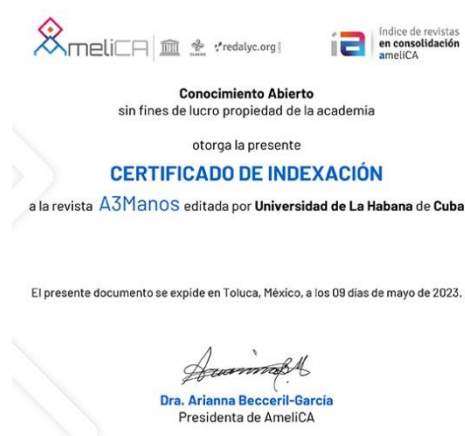 AmeliCA
redalyc.org
índice de revistas
en consolidación
ameliCA
Conocimiento Abierto
sin fines de lucro propiedad de la academia
otorga la presente
CERTIFICADO DE INDEXACIÓN
a la revista A3Manos editada por Universidad de La Habana de Cuba
El presente documento se expide en Toluca, México, a los 09 días de mayo de 2023.
Dra. Arianna Becceril-García
Presidenta de AmeliCA